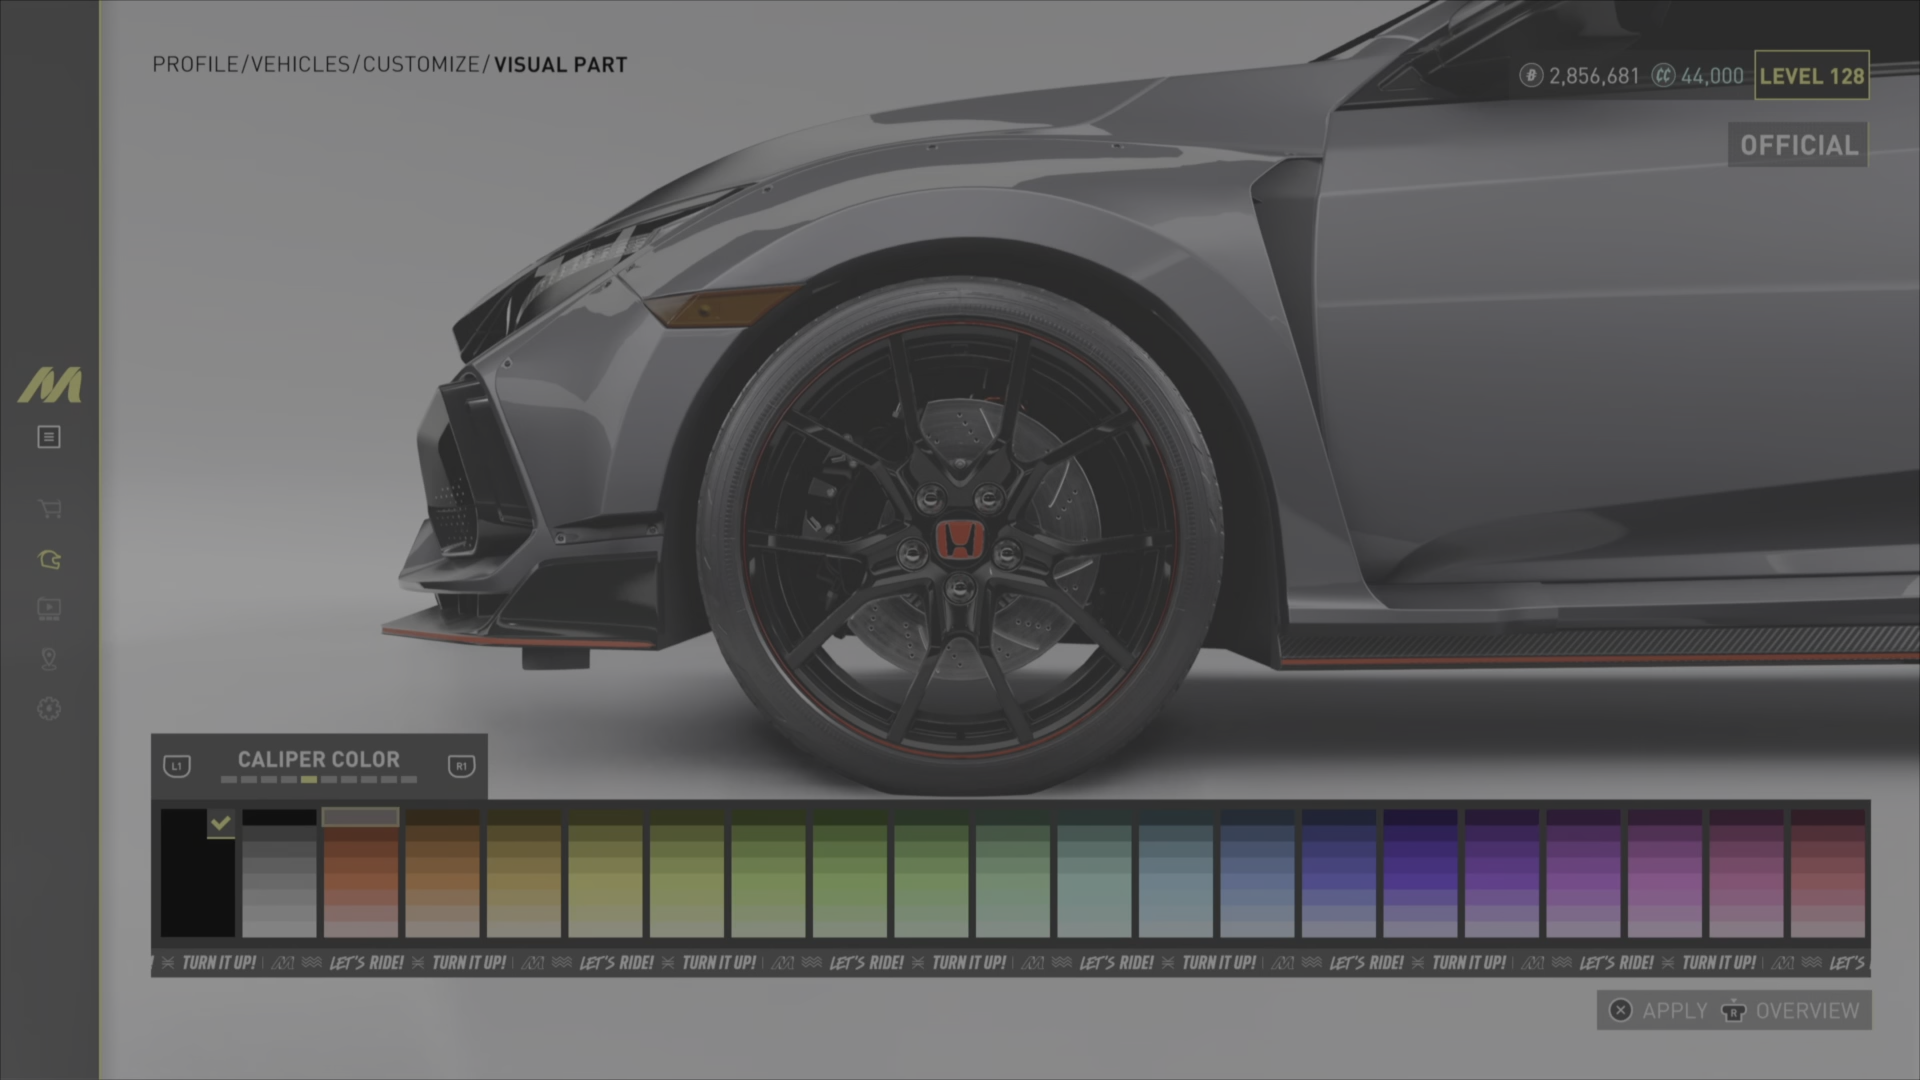 PROFILE/VEHICLES/CUSTOMIZE/VISUAL PART
2,856,681 CC 44,000 LEVEL 128
OFFICIAL
L1 CALIPER COLOR R1
TURN IT UP! LET'S RIDE! TURN IT UP! LET'S RIDE! TURN IT UP! LET'S RIDE! TURN IT UP! LET'S RIDE! TURN IT UP! LET'S RIDE! TURN IT UP! LET'S RIDE! TURN IT UP! LET'S
APPLY R OVERVIEW